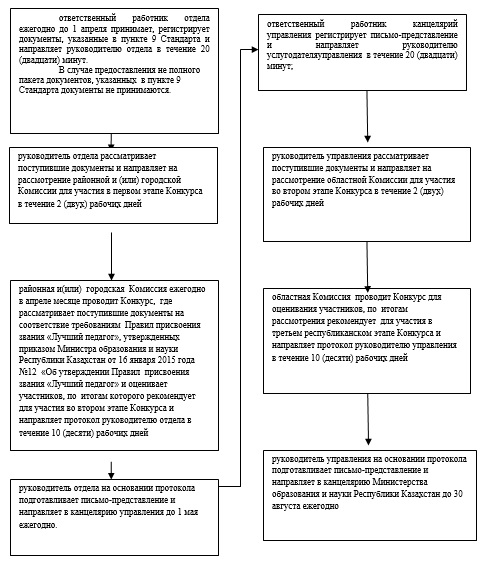 ответственный работник отдела
ежегодно до 1 апреля принимает, регистрирует
документы, указанные в пункте 9 Стандарта и
направляет руководителю отдела в течение 20
(двадцати) минут.
В случае предоставления не полного
пакета документов, указанных в пункте 9
Стандарта документы не принимаются.
руководитель отдела рассматривает
поступившие документы и направляет на
рассмотрение районной и (или) городской
Комиссии для участия в первом этапе Конкурса
в течение 2 (двух) рабочих дней
районная и(или) городская Комиссия ежегодно
в апреле месяце проводит Конкурс, где
рассматривает поступившие документы на
соответствие требованиям Правил присвоения
звания «Лучший педагог», утвержденных
приказом Министра образования и науки
Республики Казахстан от 16 января 2015 года
№12 «Об утверждении Правил присвоения
звания «Лучший педагог» и оценивает
участников, по итогам которого рекомендует
для участия во втором этапе Конкурса и
направляет протокол руководителю отдела в
течение 10 (десяти) рабочих дней
руководитель отдела на основании протокола
подготавливает письмо-представление и
направляет в канцелярию управления до 1 мая
ежегодно.
ответственный работник канцелярий
управления регистрирует письмо-представление
и направляет руководителю
услугодателяуправления в течение 20 (двадцати)
минут;
руководитель управления рассматривает
поступившие документы и направляет на
рассмотрение областной Комиссии для участия
во втором этапе Конкурса в течение 2 (двух)
рабочих дней
областная Комиссия проводит Конкурс для
оценивания участников, по итогам
рассмотрения рекомендует для участия в
третьем республиканском этапе Конкурса и
направляет протокол руководителю управления
в течение 10 (десяти) рабочих дней
руководитель управления на основании протокола
подготавливает письмо-представление и
направляет в канцелярию Министерства
образования и науки Республики Казахстан до 30
августа ежегодно